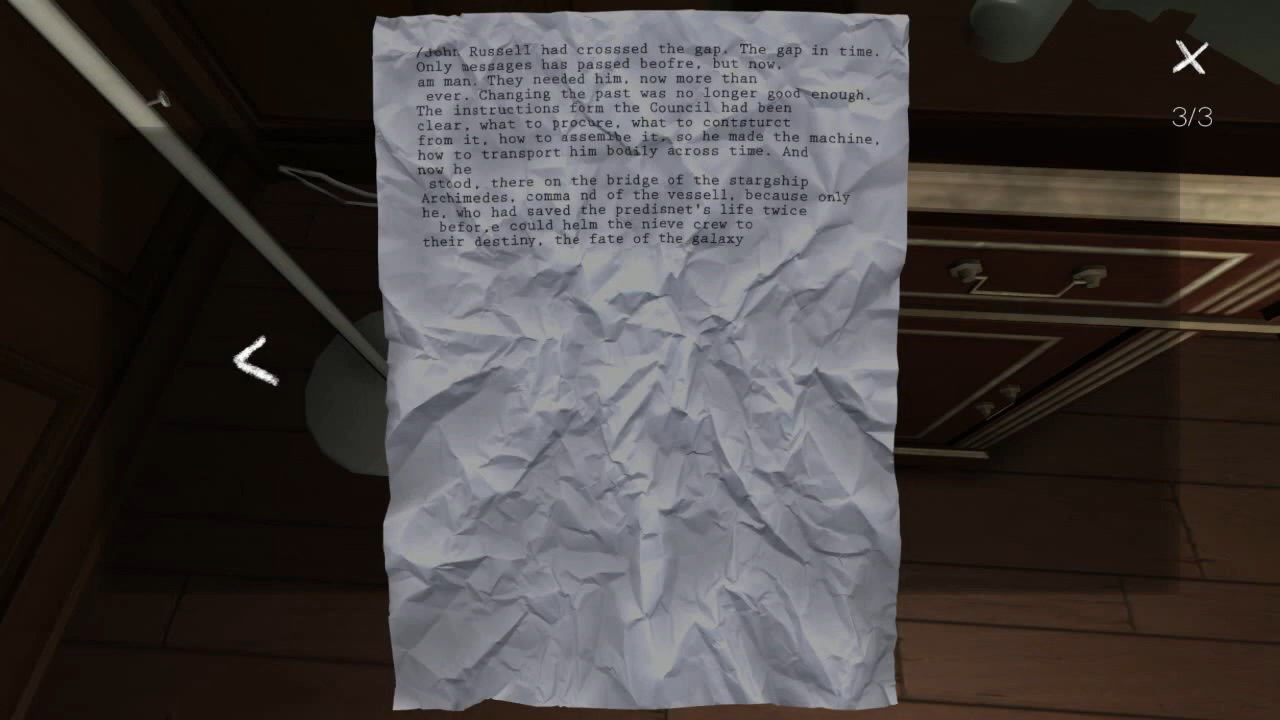 /John Russell had crosssed the gap. The gap in time.
Only messages has passed beofre, but now,
am man. They needed him, now more than
ever. Changing the past was no longer good enough.
The instructions form the Council had been
clear, what to procure, what to contsturct
from it, how to assemlbe it, so he made the machine,
how to transport him bodily across time. And
now he
stood, there on the bridge of the stargship
Archimedes, comma nd of the vessell, because only
he, who had saved the predisnet's life twice
befor,e could helm the nieve crew to
their destiny, the fate of the galaxy
3/3